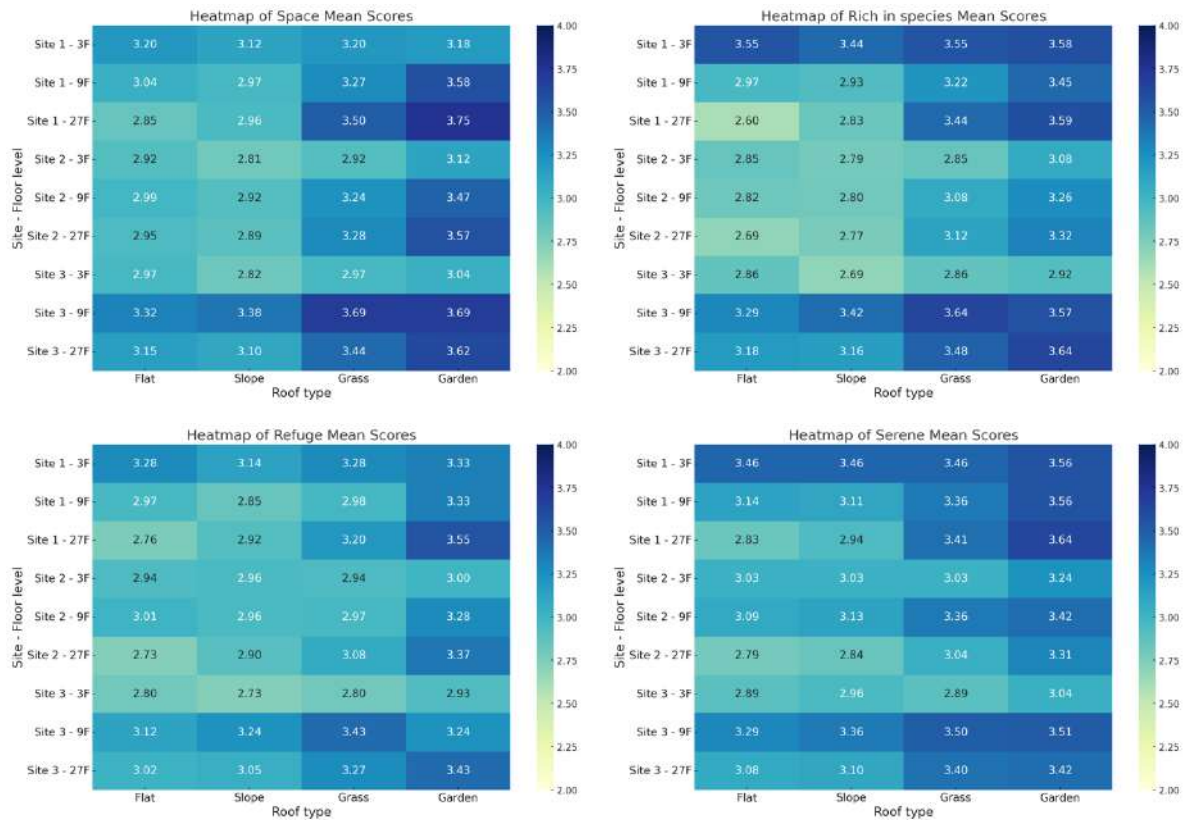 Heatmap of Space Mean Scores
Site - Floor level
Site 1 - 3F 3.20 3.12 3.20 3.18
Site 1 - 9F 3.04 2.97 3.27 3.58
Site 1 - 27F 2.85 2.96 3.50 3.75
Site 2 - 3F 2.92 2.81 2.92 3.12
Site 2 - 9F 2.99 2.92 3.24 3.47
Site 2 - 27F 2.95 2.89 3.28 3.57
Site 3 - 3F 2.97 2.82 2.97 3.04
Site 3 - 9F 3.32 3.38 3.69 3.69
Site 3 - 27F 3.15 3.10 3.44 3.62
Flat Slope Grass Garden
Roof type
4.00
3.75
3.50
3.25
3.00
2.75
2.50
2.25
2.00
Heatmap of Rich in species Mean Scores
Site - Floor level
Site 1 - 3F 3.55 3.44 3.55 3.58
Site 1 - 9F 2.97 2.93 3.22 3.45
Site 1 - 27F 2.60 2.83 3.44 3.59
Site 2 - 3F 2.85 2.79 2.85 3.08
Site 2 - 9F 2.82 2.80 3.08 3.26
Site 2 - 27F 2.69 2.77 3.12 3.32
Site 3 - 3F 2.86 2.69 2.86 2.92
Site 3 - 9F 3.29 3.42 3.64 3.57
Site 3 - 27F 3.18 3.16 3.48 3.64
Flat Slope Grass Garden
Roof type
4.00
3.75
3.50
3.25
3.00
2.75
2.50
2.25
2.00
Heatmap of Refuge Mean Scores
Site - Floor level
Site 1 - 3F 3.28 3.14 3.28 3.33
Site 1 - 9F 2.97 2.85 2.98 3.33
Site 1 - 27F 2.76 2.92 3.20 3.55
Site 2 - 3F 2.94 2.96 2.94 3.00
Site 2 - 9F 3.01 2.96 2.97 3.28
Site 2 - 27F 2.73 2.90 3.08 3.37
Site 3 - 3F 2.80 2.73 2.80 2.93
Site 3 - 9F 3.12 3.24 3.43 3.24
Site 3 - 27F 3.02 3.05 3.27 3.43
Flat Slope Grass Garden
Roof type
4.00
3.75
3.50
3.25
3.00
2.75
2.50
2.25
2.00
Heatmap of Serene Mean Scores
Site - Floor level
Site 1 - 3F 3.46 3.46 3.46 3.56
Site 1 - 9F 3.14 3.11 3.36 3.56
Site 1 - 27F 2.83 2.94 3.41 3.64
Site 2 - 3F 3.03 3.03 3.03 3.24
Site 2 - 9F 3.09 3.13 3.36 3.42
Site 2 - 27F 2.79 2.84 3.04 3.31
Site 3 - 3F 2.89 2.96 2.89 3.04
Site 3 - 9F 3.29 3.36 3.50 3.51
Site 3 - 27F 3.08 3.10 3.40 3.42
Flat Slope Grass Garden
Roof type
4.00
3.75
3.50
3.25
3.00
2.75
2.50
2.25
2.00